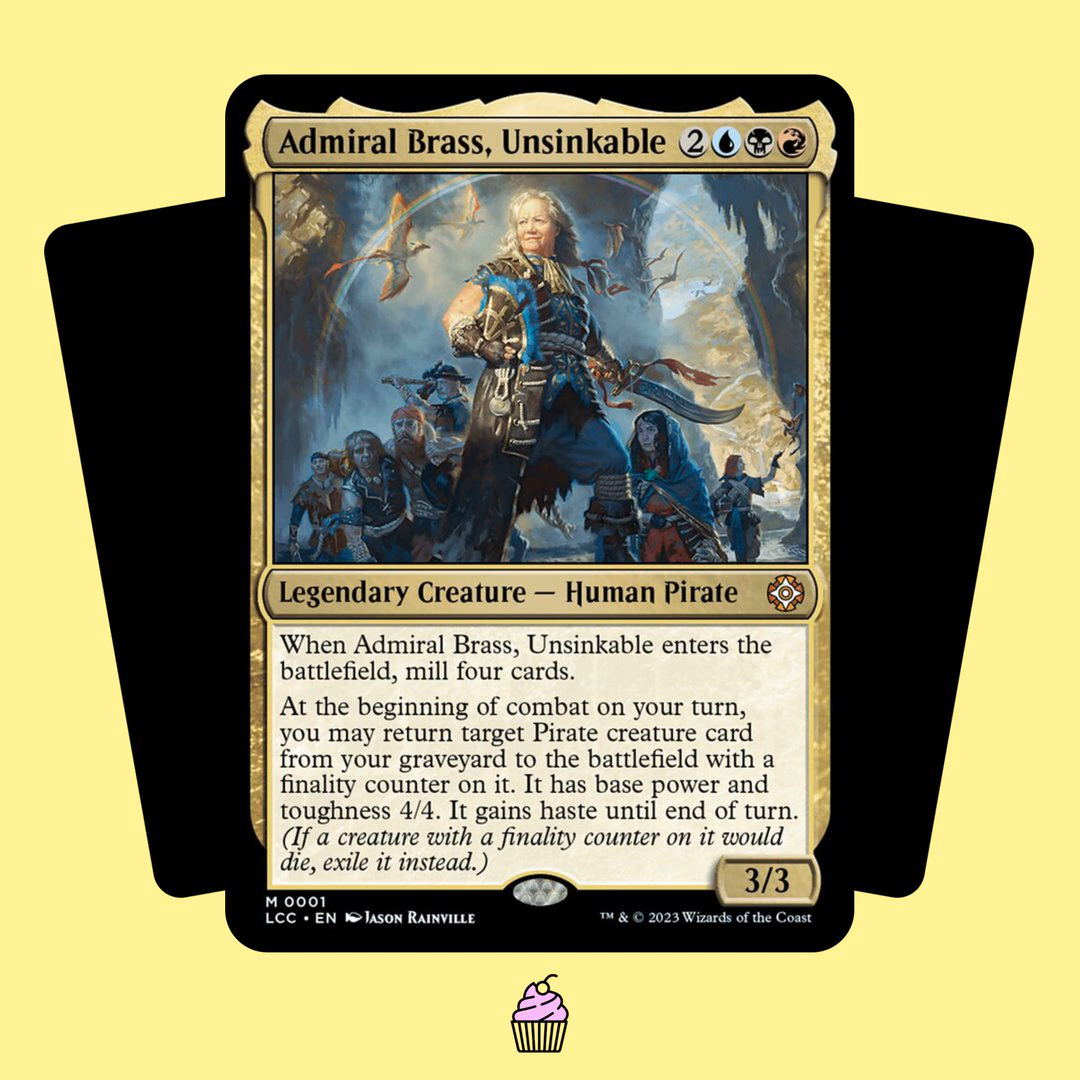 Admiral Brass, Unsinkable 2
Legendary Creature — Human Pirate
When Admiral Brass, Unsinkable enters the
battlefield, mill four cards.
At the beginning of combat on your turn,
you may return target Pirate creature card
from your graveyard to the battlefield with a
finality counter on it. It has base power and
toughness 4/4. It gains haste until end of turn.
(If a creature with a finality counter on it would
die, exile it instead.)
3/3
M 0001
LCC • EN JASON RAINVILLE
™ & © 2023 Wizards of the Coast